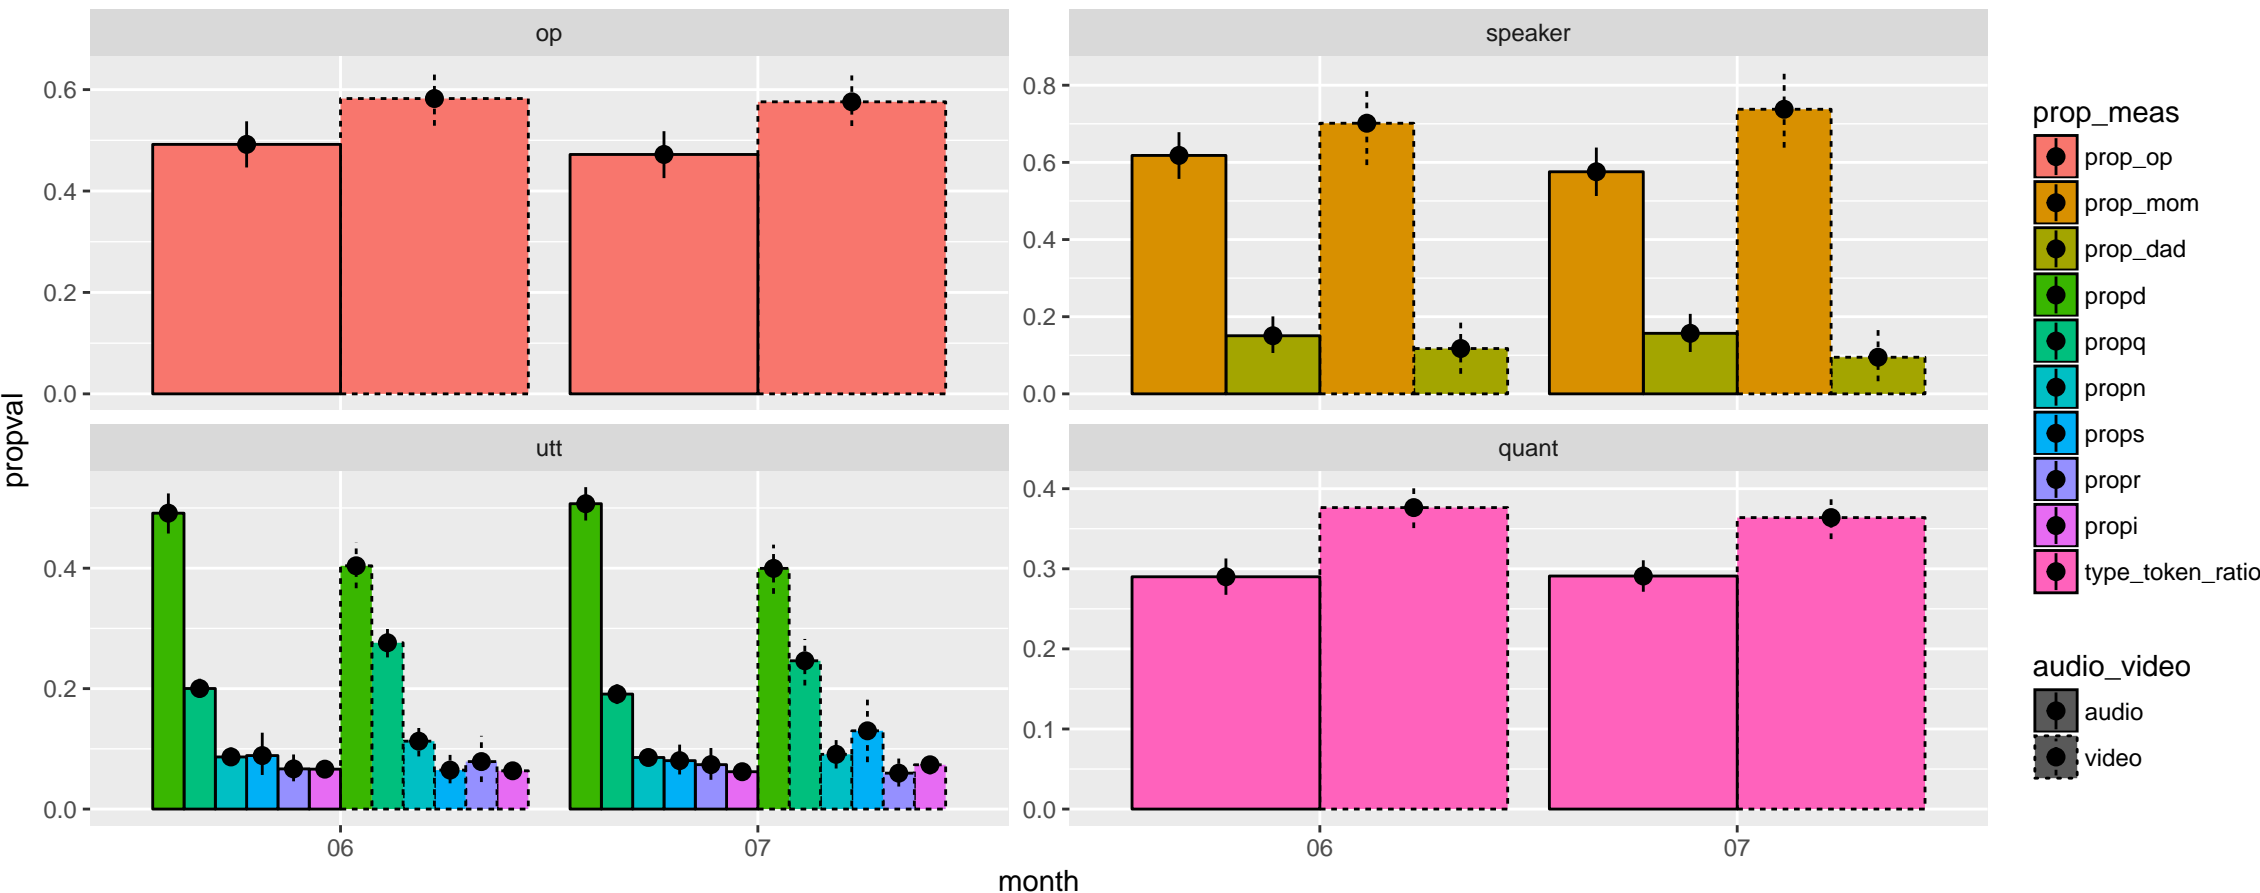 op
speaker
0.6
0.4
0.2
0.0
0.8
0.6
0.4
0.2
0.0
propval
utt
quant
0.4
0.2
0.0
0.4
0.3
0.2
0.1
0.0
06
07
06
07
month
prop_meas
prop_op
prop_mom
prop_dad
propd
propq
propn
props
propr
propi
type_token_ratio
audio_video
audio
video